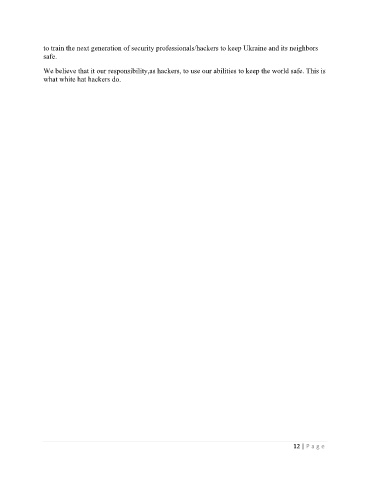 to train the next generation of security professionals/hackers to keep Ukraine and its neighbors
safe.
We believe that it our responsibility,as hackers, to use our abilities to keep the world safe. This is
what white hat hackers do.
12 | P a g e